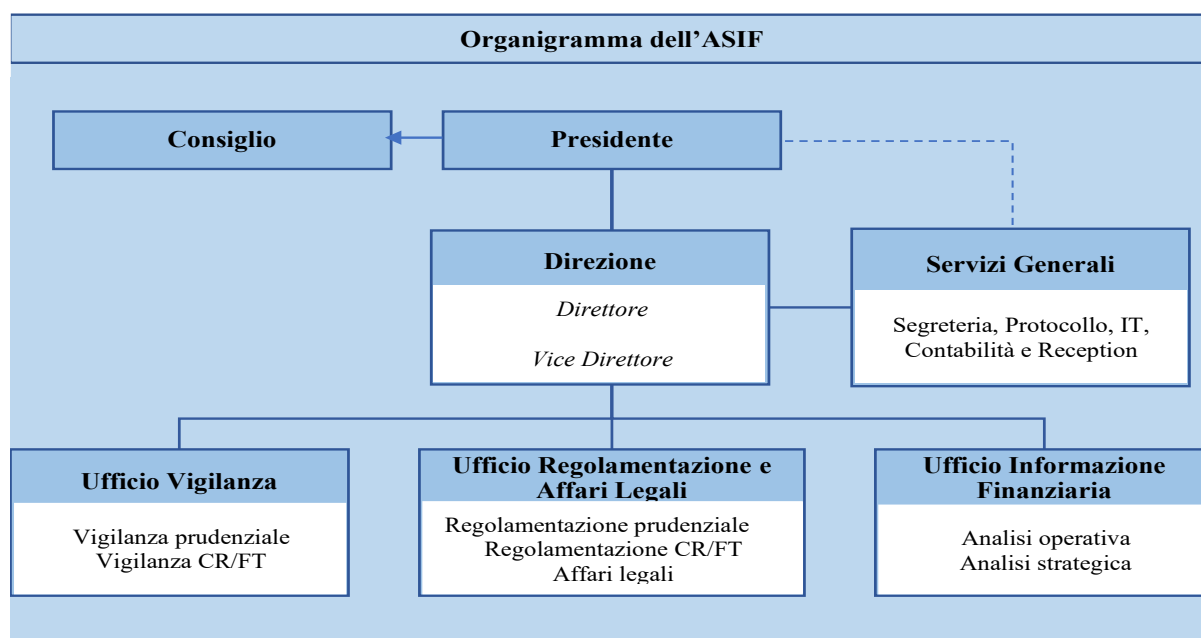 Organigramma dell'ASIF
Consiglio
Presidente
Direzione
Direttore
Vice Direttore
Servizi Generali
Segreteria, Protocollo, IT,
Contabilità e Reception
Ufficio Vigilanza
Vigilanza prudenziale
Vigilanza CR/FT
Ufficio Regolamentazione e
Affari Legali
Regolamentazione prudenziale
Regolamentazione CR/FT
Affari legali
Ufficio Informazione
Finanziaria
Analisi operativa
Analisi strategica